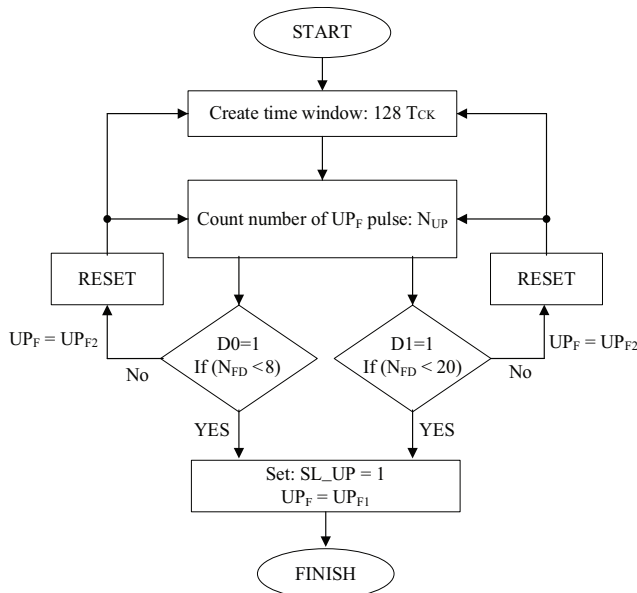 START
Create time window: 128 TCK
Count number of UPF pulse: NUP
RESET
RESET
UPF = UPF2
UPF = UPF2
D0=1
If (NFD <8)
D1=1
If (NFD < 20)
No
No
YES
YES
Set: SL_UP = 1
UPF = UPF1
FINISH